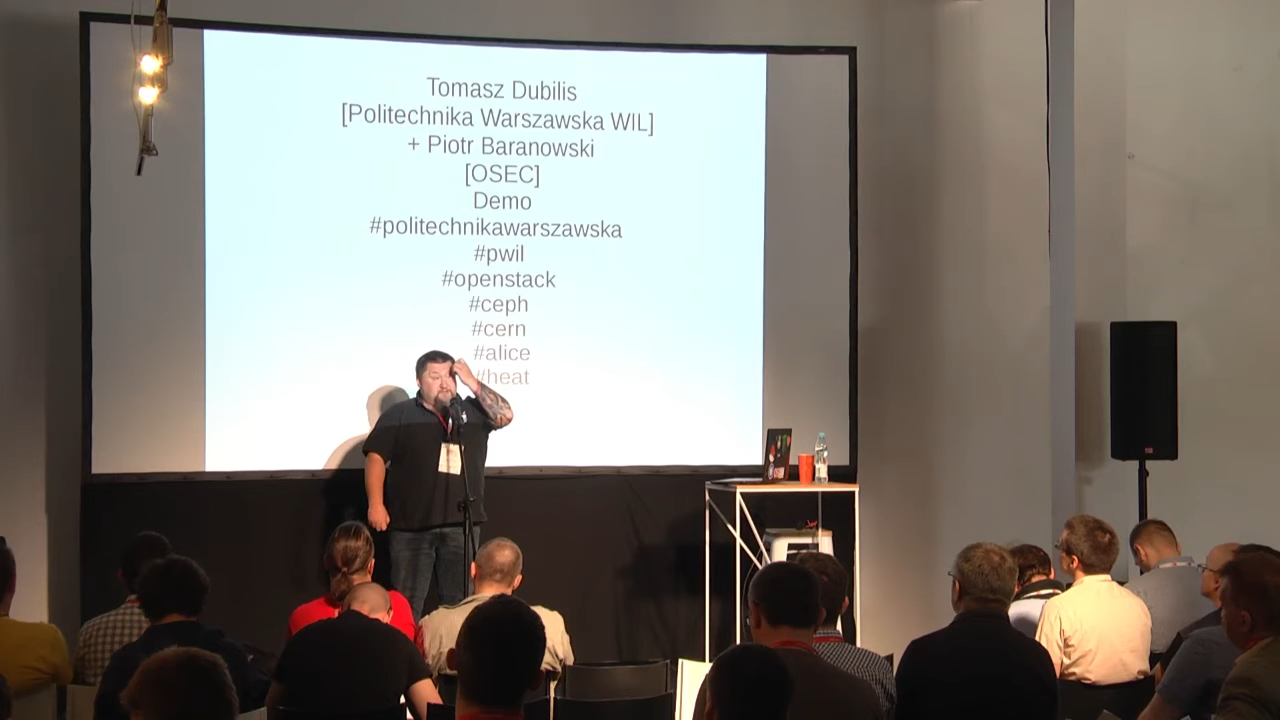 Tomasz Dubilis
[Politechnika Warszawska WIL]
+ Piotr Baranowski
[OSEC]
Demo
#politechnikawarszawska
#pwil
#openstack
#ceph
#cern
#alice
#heat